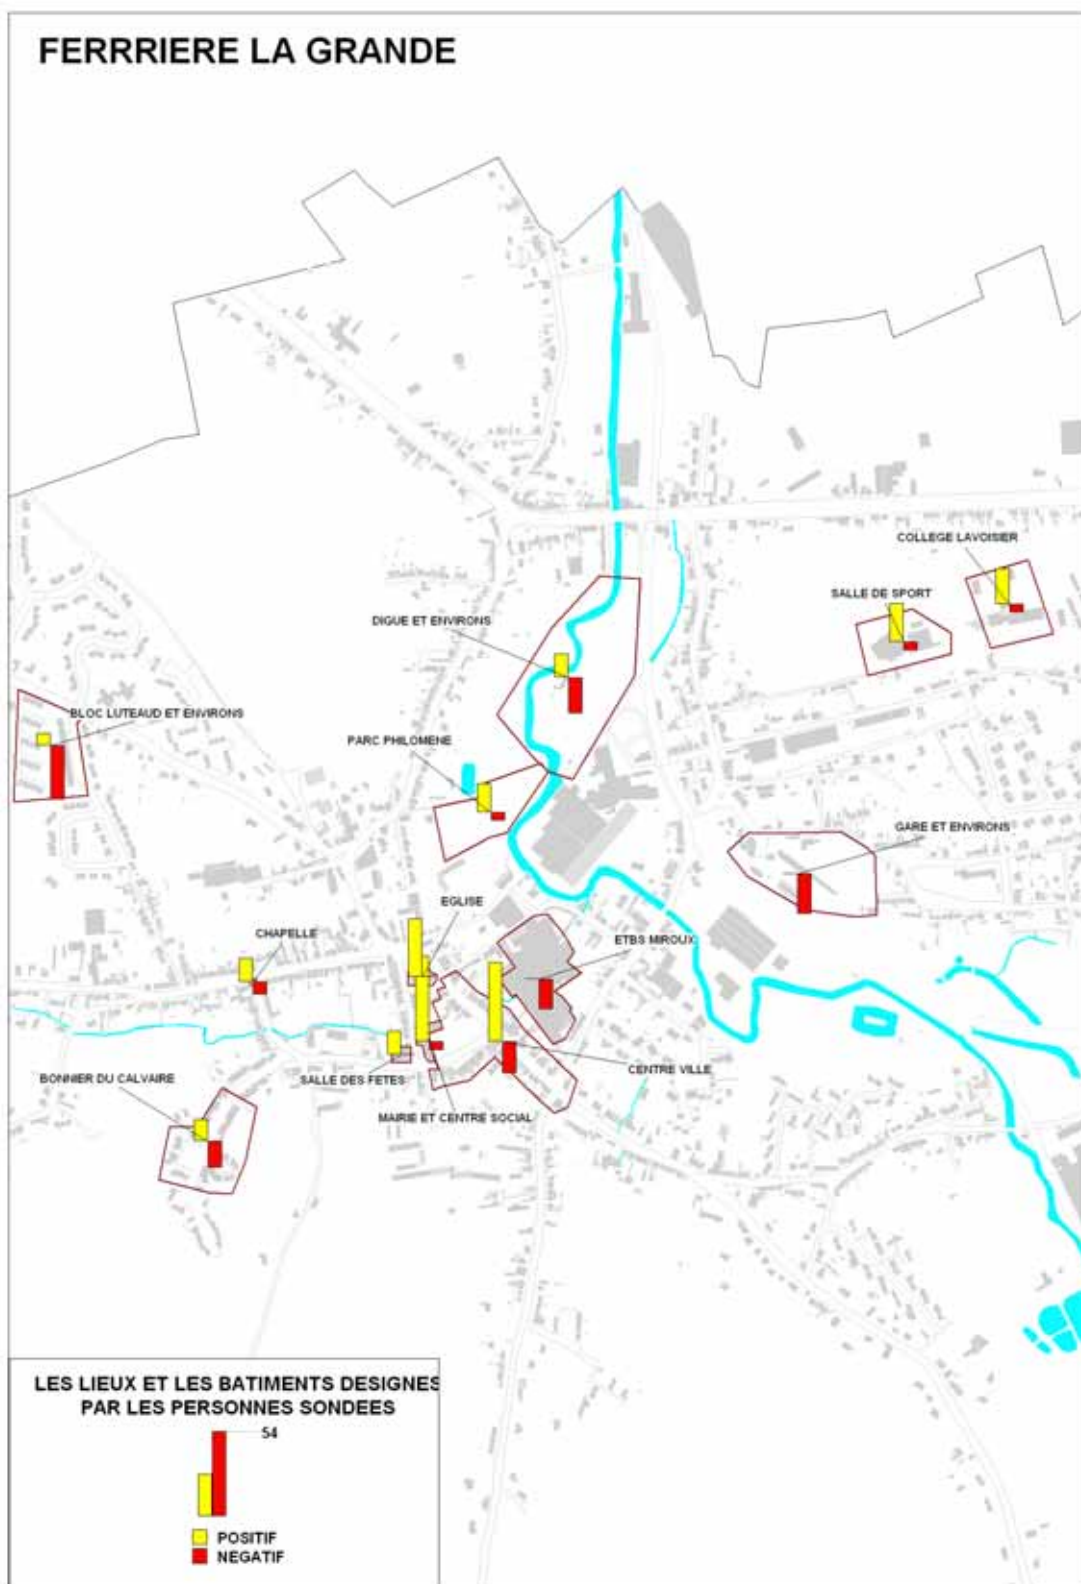 FERRRIERE LA GRANDE
COLLEGE LAVOISIER
SALLE DE SPORT
DIGUE ET ENVIRONS
BLOC LUTEAUD ET ENVIRONS
PARC PHILOMENE
GARE ET ENVIRONS
EGLISE
CHAPELLE
ETBS MIROUX
CENTRE VILLE
BONNIER DU CALVAIRE
SALLE DES FETES
MAIRIE ET CENTRE SOCIAL
LES LIEUX ET LES BATIMENTS DESIGNES
PAR LES PERSONNES SONDEES
54
POSITIF
NEGATIF